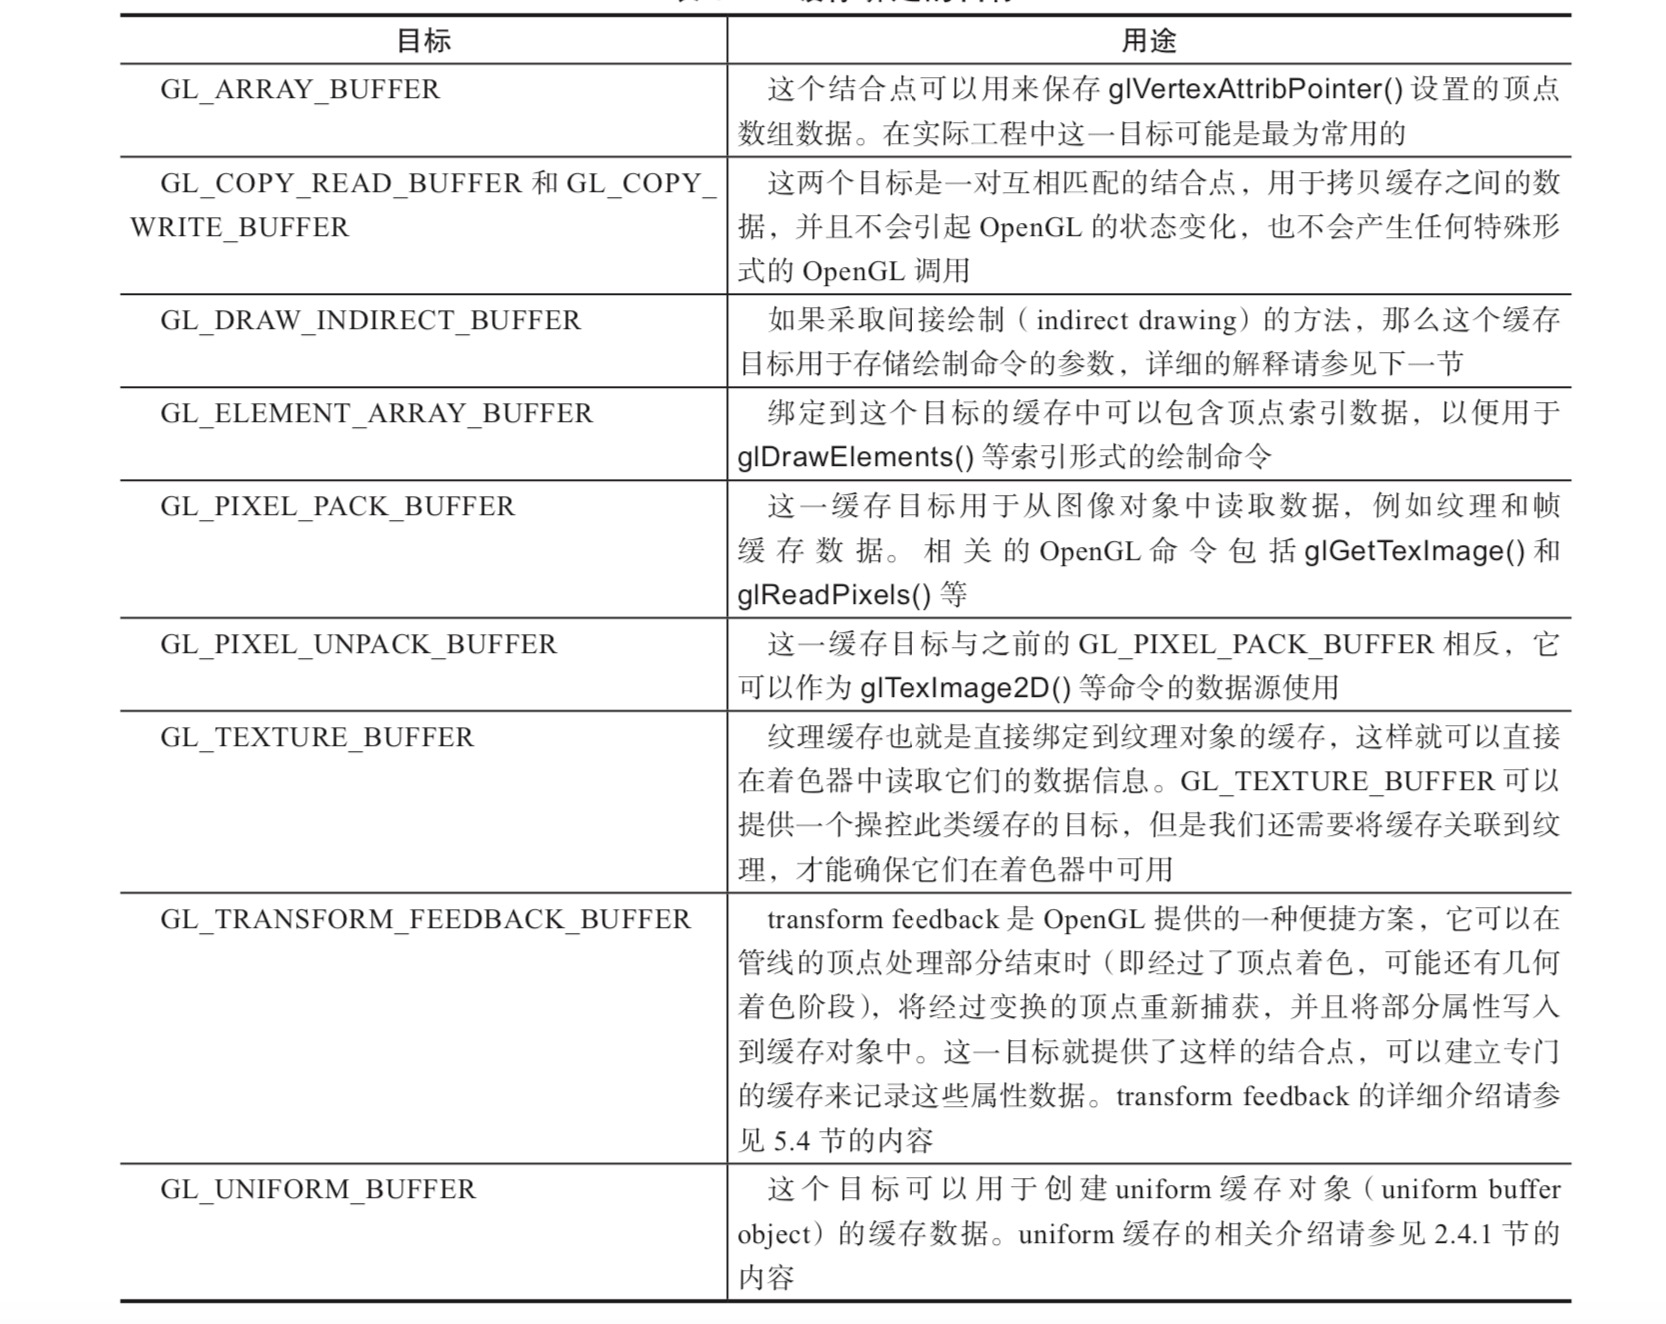 目标 用途
GL_ARRAY_BUFFER 这个结合点可以用来保存 glVertexAttribPointer() 设置的顶点
数组数据。在实际工程中这一目标可能是最为常用的
GL_COPY_READ_BUFFER 和 GL_COPY_
WRITE_BUFFER
这两个目标是一对互相匹配的结合点，用于拷贝缓存之间的数
据，并且不会引起 OpenGL 的状态变化，也不会产生任何特殊形
式的 OpenGL 调用
GL_DRAW_INDIRECT_BUFFER
如果采取间接绘制（indirect drawing）的方法，那么这个缓存
目标用于存储绘制命令的参数，详细的解释请参见下一节
GL_ELEMENT_ARRAY_BUFFER
绑定到这个目标的缓存中可以包含顶点索引数据，以便用于
glDrawElements() 等索引形式的绘制命令
GL_PIXEL_PACK_BUFFER
这一缓存目标用于从图像对象中读取数据，例如纹理和帧
缓存数据。相关的 OpenGL 命令包括 glGetTexImage() 和
glReadPixels() 等
GL_PIXEL_UNPACK_BUFFER
这一缓存目标与之前的 GL_PIXEL_PACK_BUFFER 相反，它
可以作为 glTexImage2D() 等命令的数据源使用
GL_TEXTURE_BUFFER
纹理缓存也就是直接绑定到纹理对象的缓存，这样就可以直接
在着色器中读取它们的数据信息。GL_TEXTURE_BUFFER 可以
提供一个操控此类缓存的目标，但是我们还需要将缓存关联到纹
理，才能确保它们在着色器中可用
GL_TRANSFORM_FEEDBACK_BUFFER
transform feedback 是 OpenGL 提供的一种便捷方案，它可以在
管线的顶点处理部分结束时（即经过了顶点着色，可能还有几何
着色阶段），将经过变换的顶点重新捕获，并且将部分属性写入
到缓存对象中。这一目标就提供了这样的结合点，可以建立专门
的缓存来记录这些属性数据。transform feedback 的详细介绍请参
见 5.4 节的内容
GL_UNIFORM_BUFFER
这个目标可以用于创建 uniform 缓存对象（uniform buffer
object）的缓存数据。uniform 缓存的相关介绍请参见 2.4.1 节的
内容